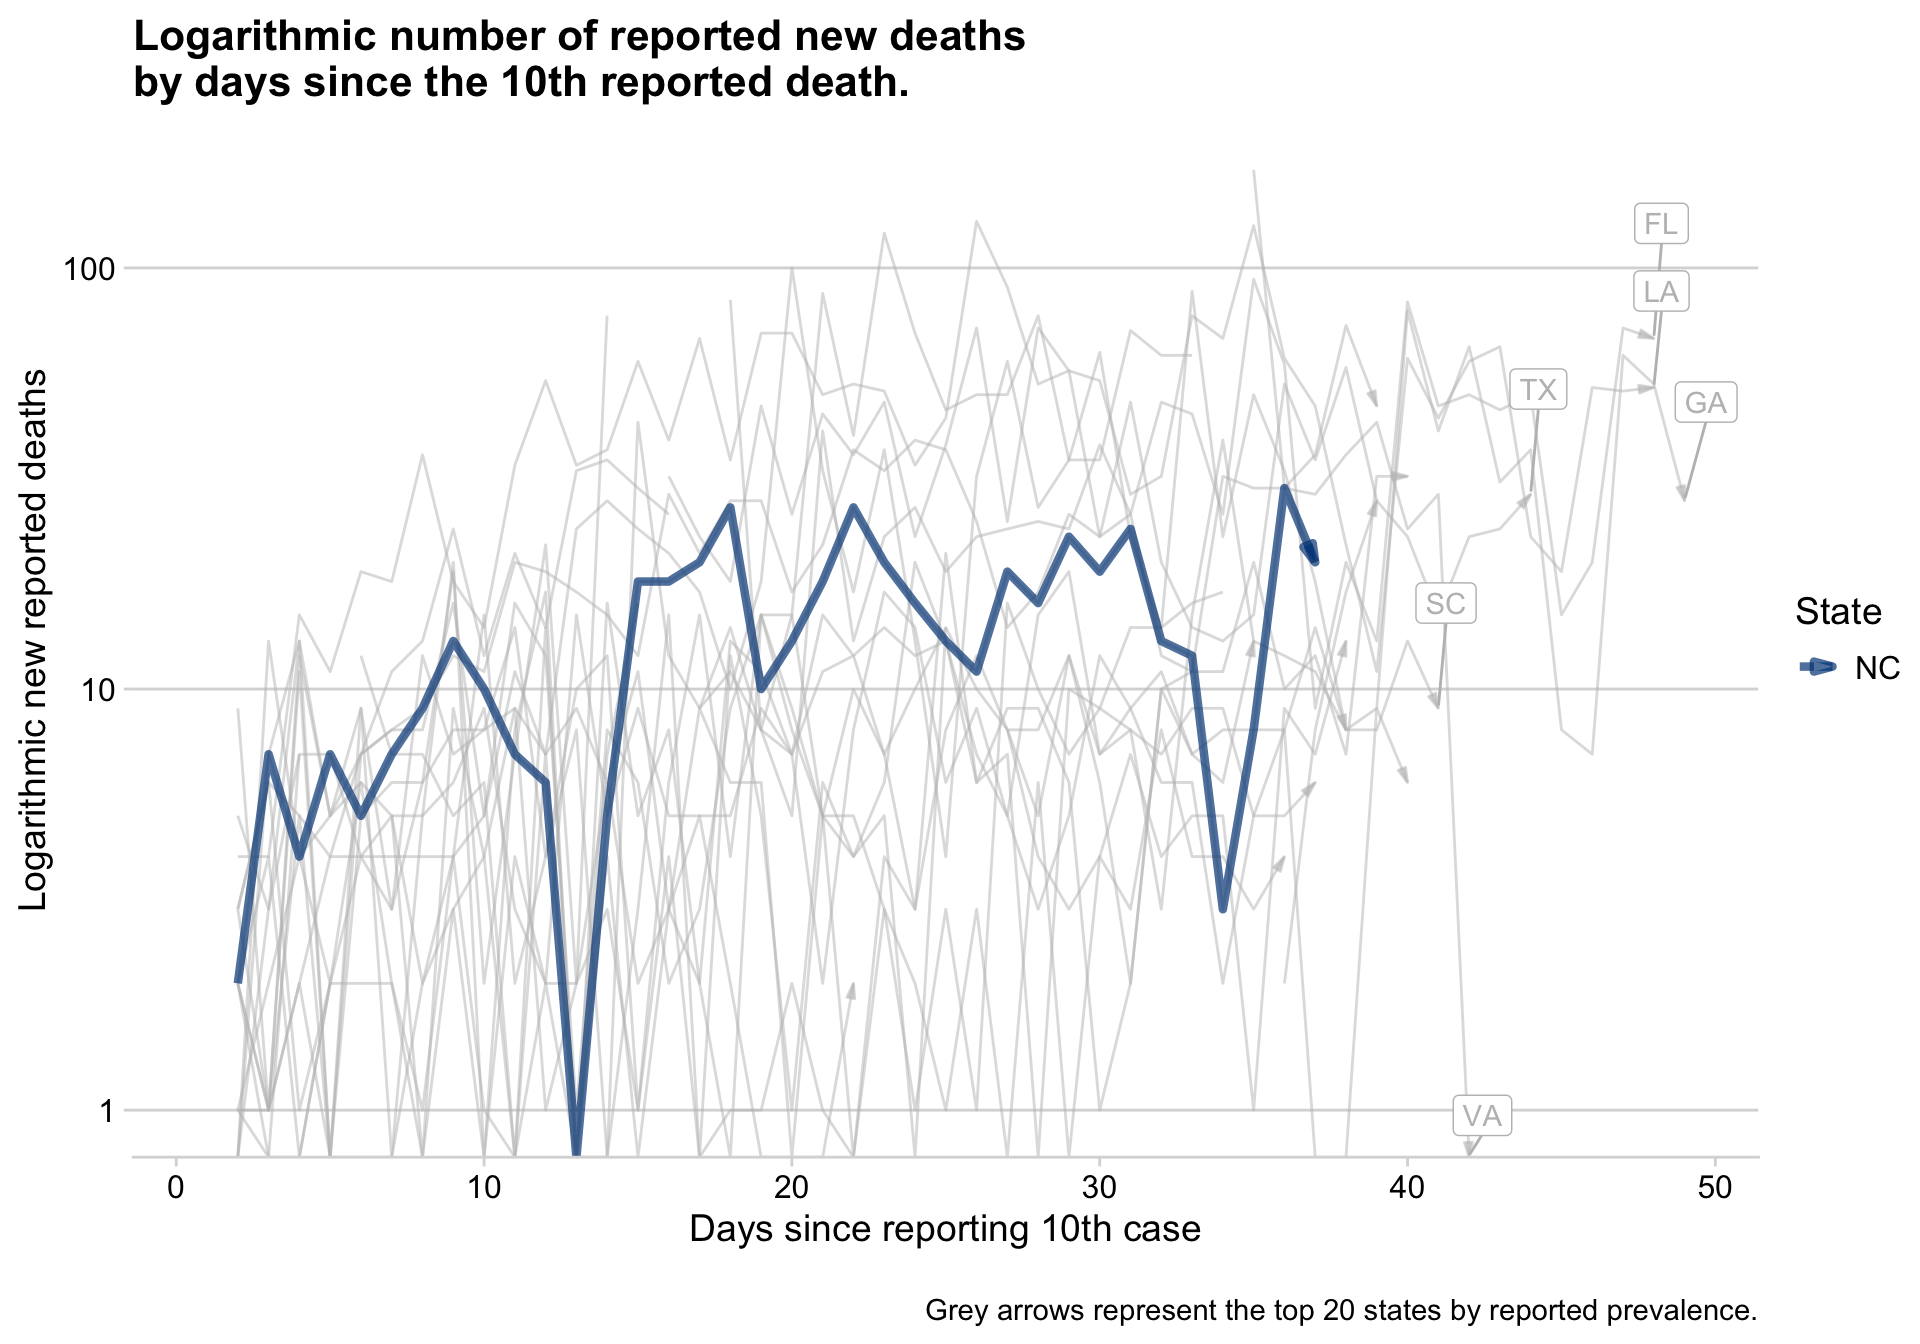 Logarithmic number of reported new deaths
by days since the 10th reported death.
Logarithmic new reported deaths
100
10
1
FL
LA
TX
GA
SC
VA
State
NC
0 10 20 30 40 50
Days since reporting 10th case
Grey arrows represent the top 20 states by reported prevalence.